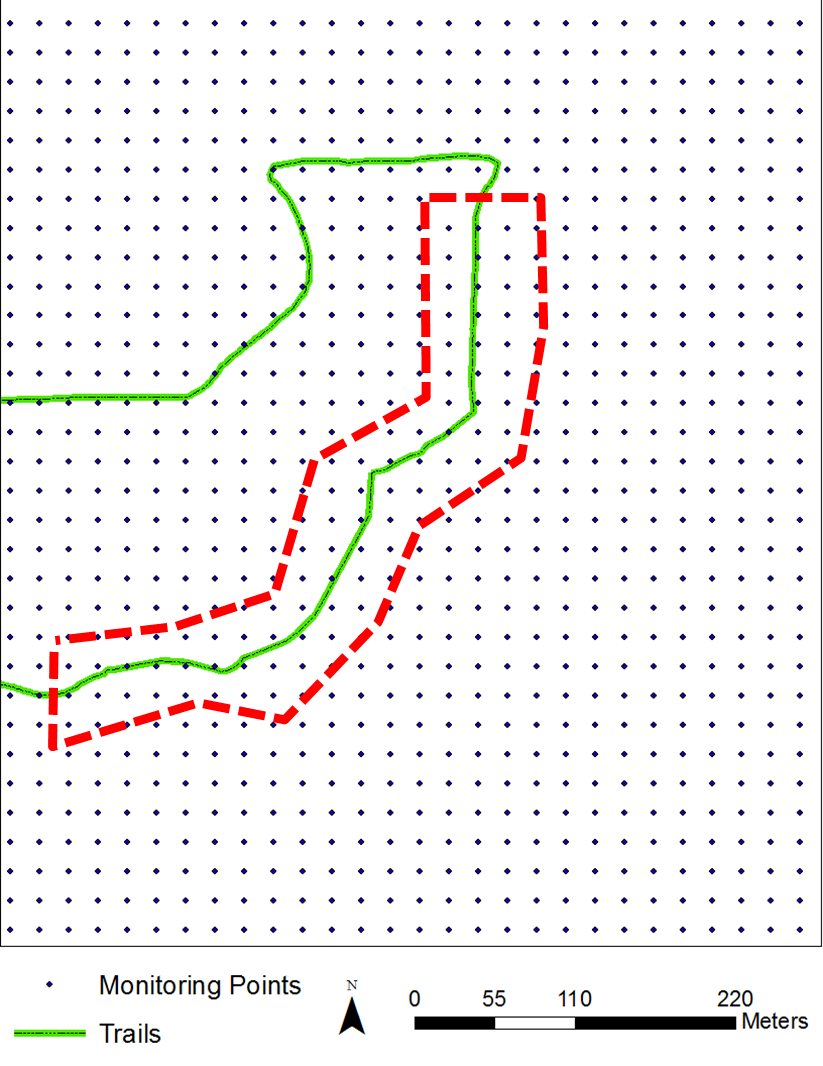 Monitoring Points
Trails
N
0 55 110 220
Meters